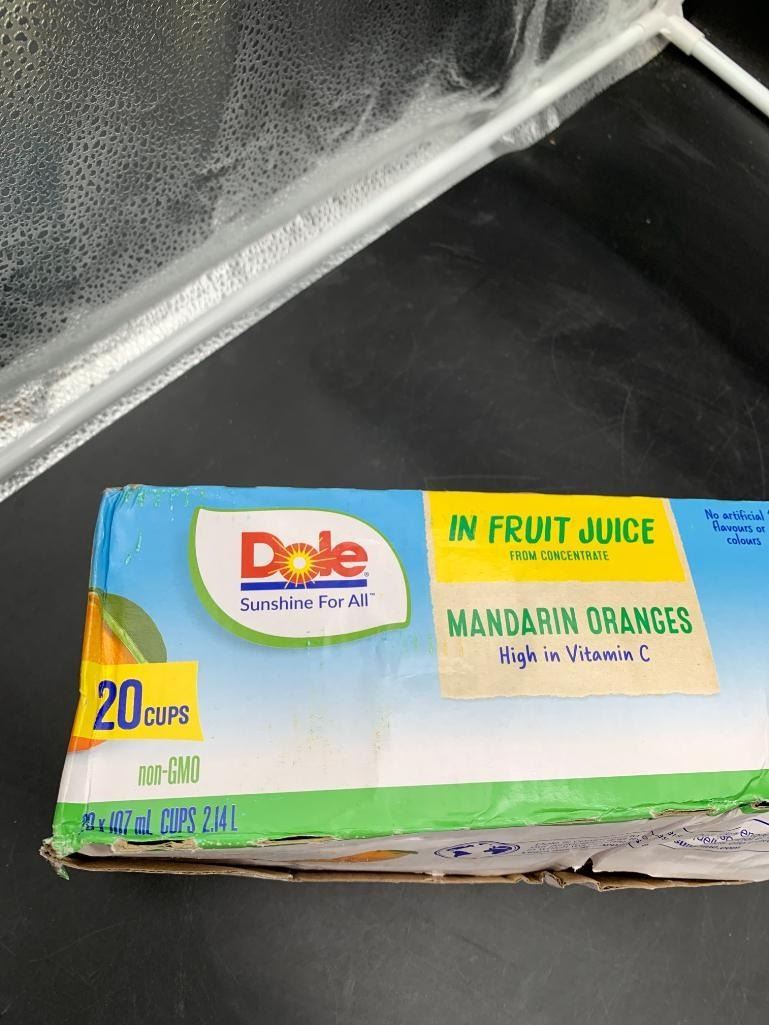 Dole®
Sunshine For All™
IN FRUIT JUICE
FROM CONCENTRATE
MANDARIN ORANGES
High in Vitamin C
No artificial
flavours or
colours
20 CUPS
non-GMO
20 x 107 mL CUPS 2.14 L